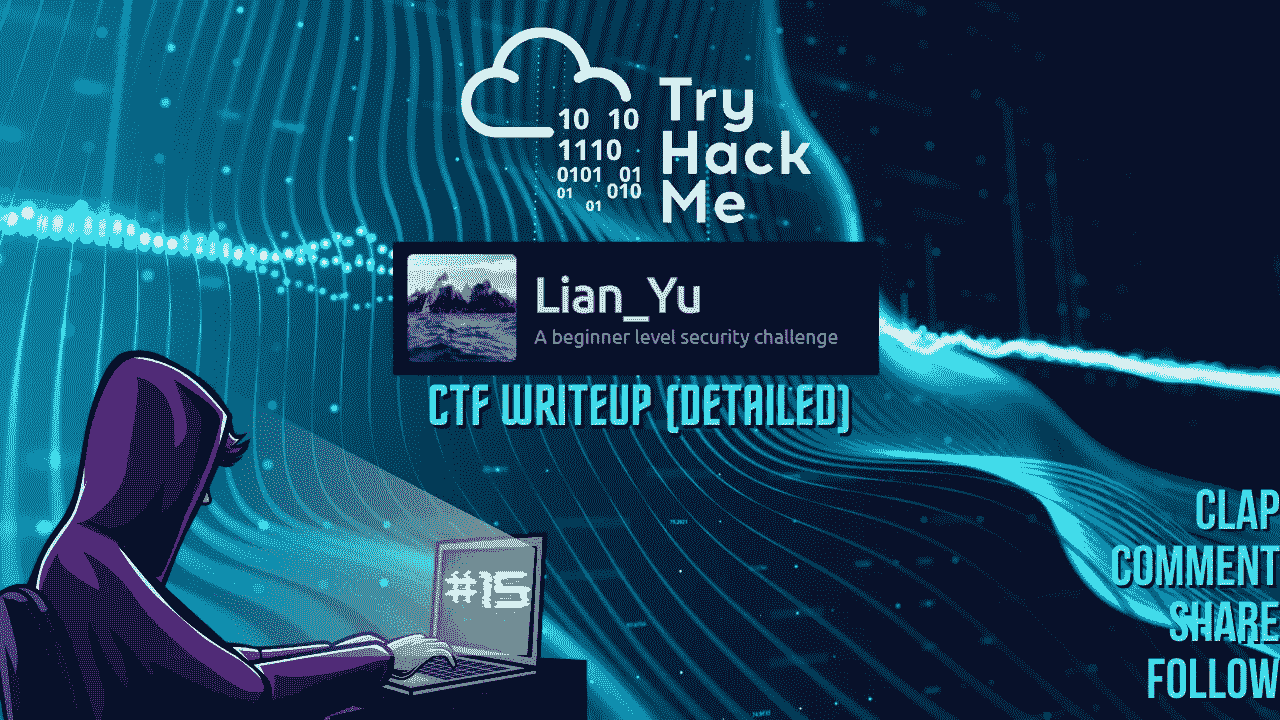 10 10
1110
0101 01
01 010
01
Try
Hack
Me
Lian_Yu
A beginner level security challenge
CTF WRITEUP (DETAILED)
#15
CLAP
COMMENT
SHARE
FOLLOW